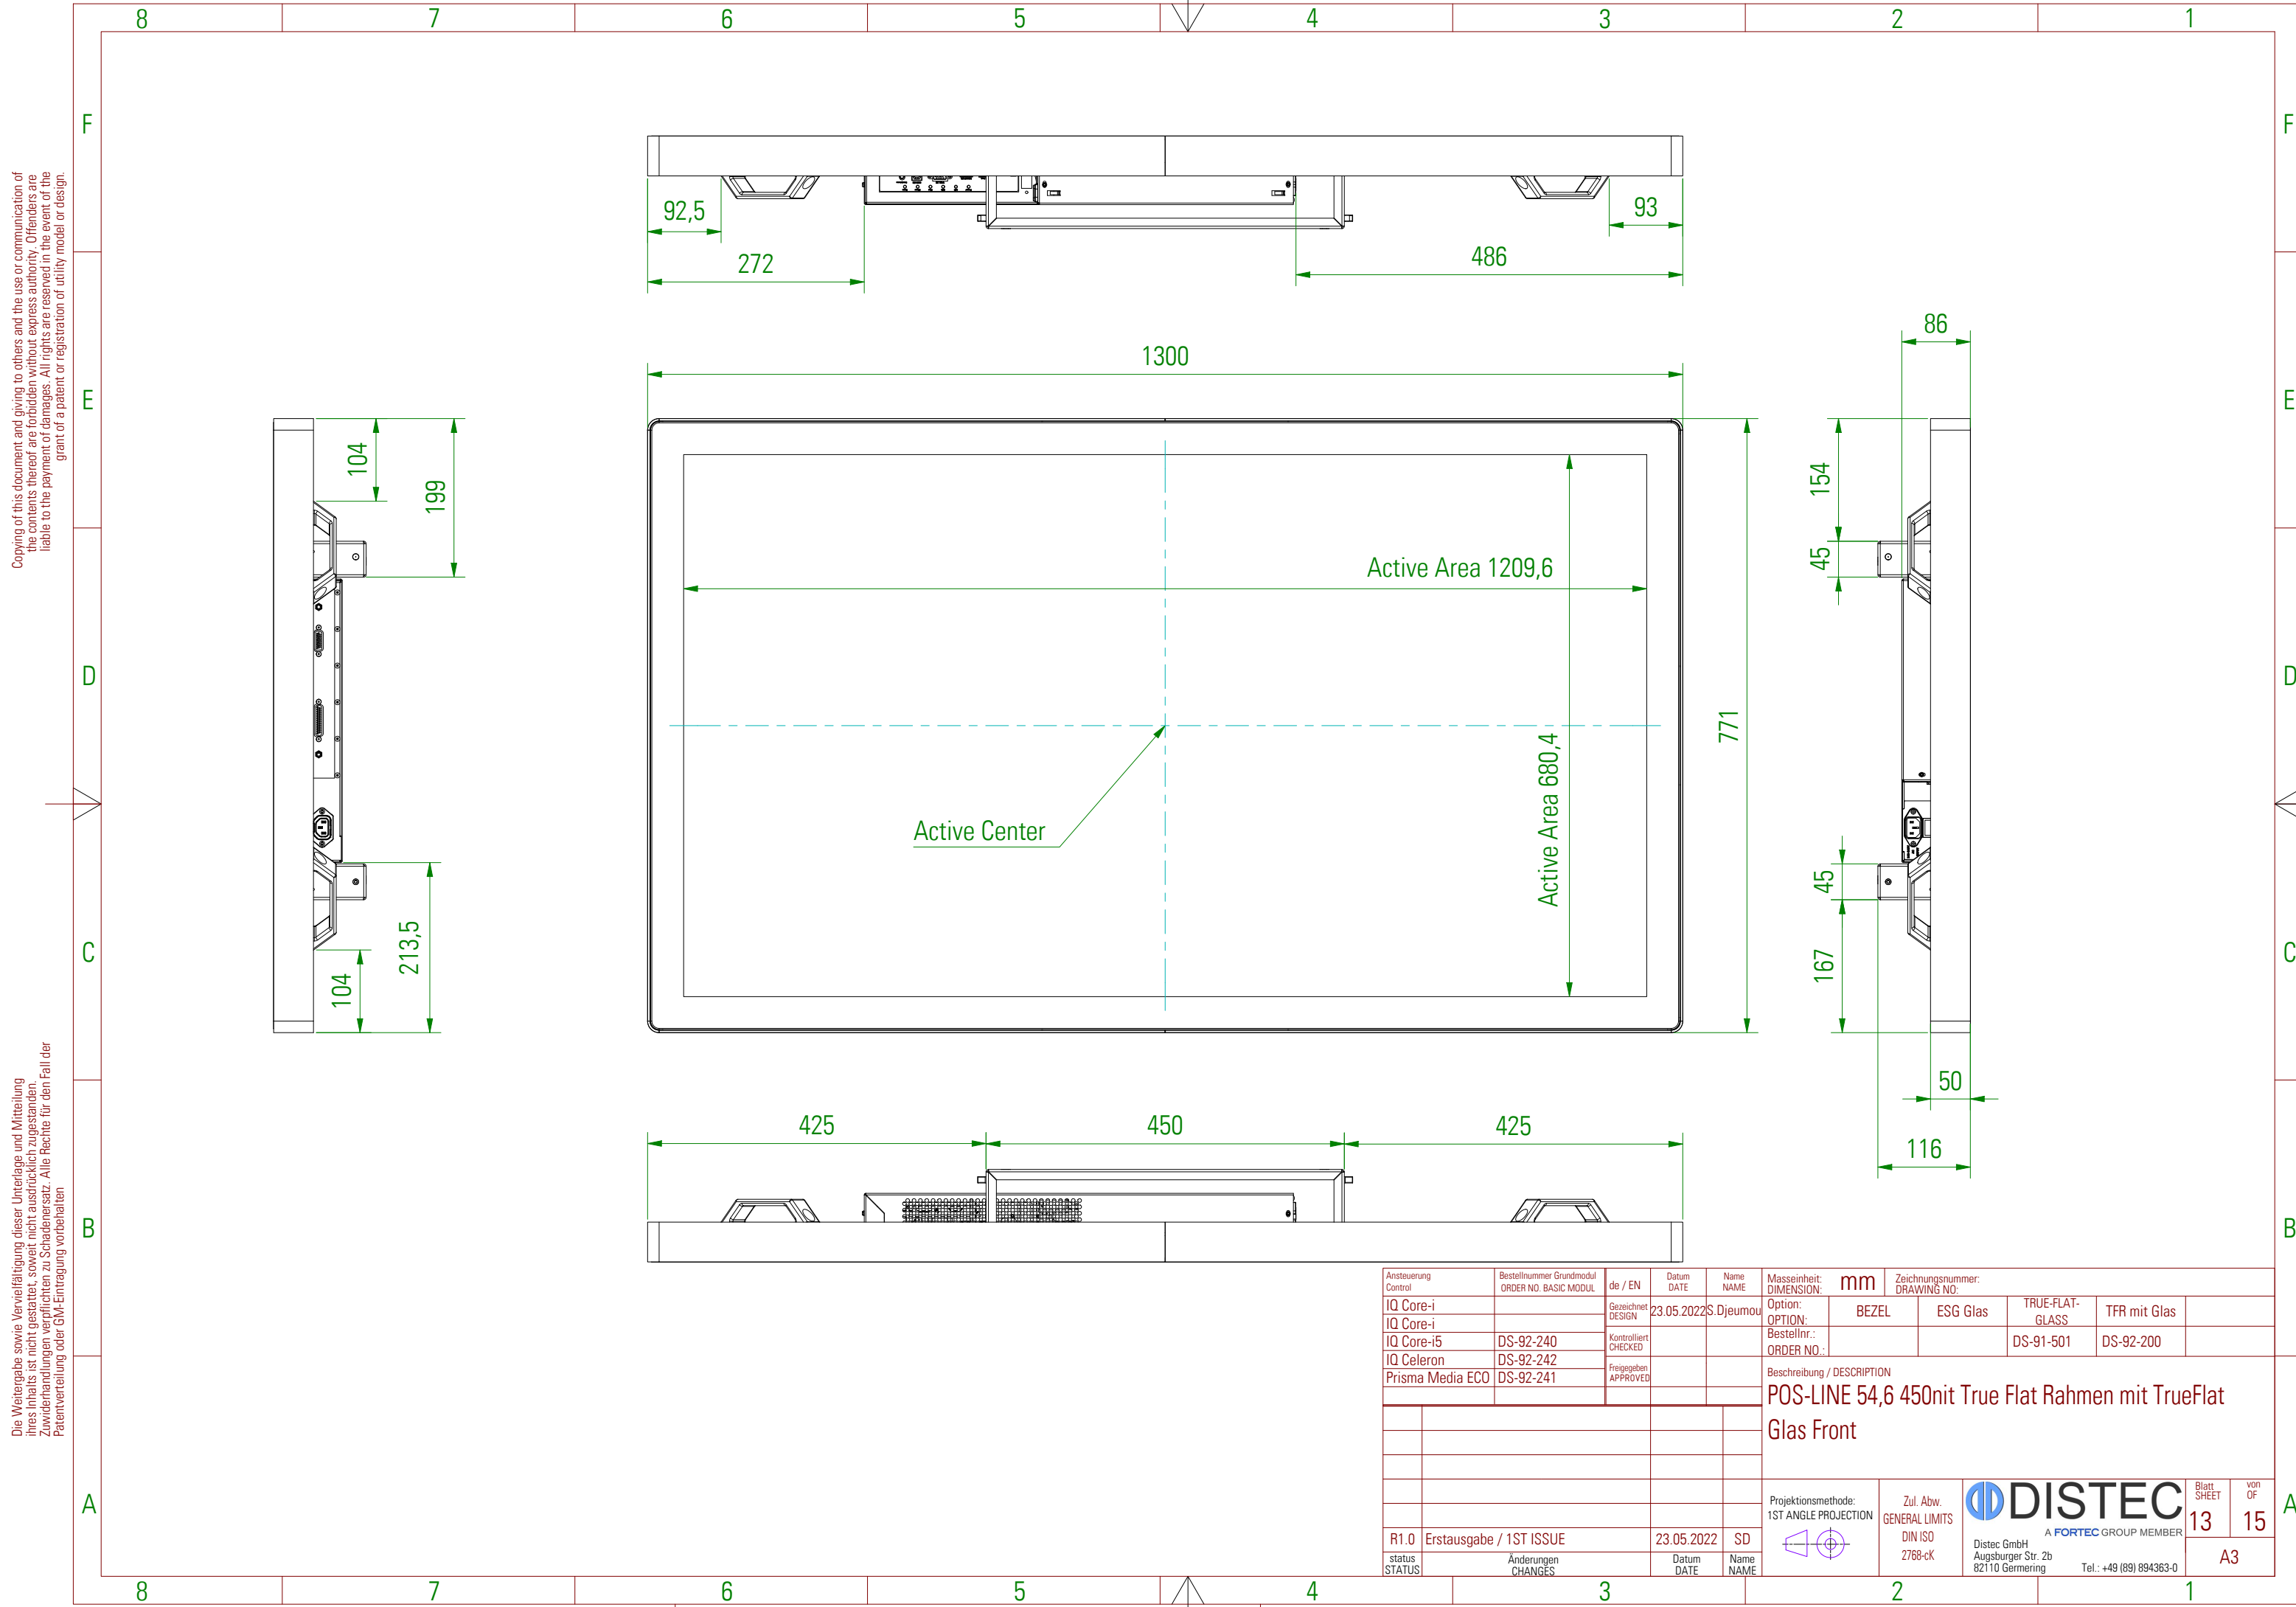 8 7 6 5 4 3 2 1
F F
E E
D D
C C
B B
A A
8 7 6 5 4 3 2 1
Copying of this document and giving to others and the use or communication of
the contents thereof are forbidden without express authority. Offenders are
liable to the payment of damages. All rights are reserved in the event of the
grant of a patent or registration of utility model or design.
Die Weitergabe sowie Vervielfältigung dieser Unterlage und Mitteilung
ihres Inhalts ist nicht gestattet, soweit nicht ausdrücklich zugestanden.
Zuwiderhandlungen verpflichten zu Schadenersatz. Alle Rechte für den Fall der
Patentverteilung oder GM-Eintragung vorbehalten
92,5
93
272
486
1300
86
104
199
154
45
Active Area 1209,6
771
Active Area 680,4
Active Center
45
213,5
104
167
50
116
425
450
425
Ansteuerung
Control
Bestellnummer Grundmodul
ORDER NO. BASIC MODUL
IQ Core-i
IQ Core-i
IQ Core-i5 DS-92-240
IQ Celeron DS-92-242
Prisma Media ECO DS-92-241
de / EN
Datum
DATE
Name
NAME
Gezeichnet
DESIGN
23.05.2022 S.Djeumou
Kontrolliert
CHECKED
Freigegeben
APPROVED
Masseinheit:
DIMENSION:
mm
Zeichnungsnummer:
DRAWING NO:
Option:
OPTION:
BEZEL
ESG Glas
TRUE-FLAT-
GLASS
TFR mit Glas
Bestellnr.:
ORDER NO.:
DS-91-501 DS-92-200
Beschreibung / DESCRIPTION
POS-LINE 54,6 450nit True Flat Rahmen mit TrueFlat
Glas Front
R1.0 Erstausgabe / 1ST ISSUE 23.05.2022 SD
status
STATUS
Änderungen
CHANGES
Datum
DATE
Name
NAME
Projektionsmethode:
1ST ANGLE PROJECTION
Zul. Abw.
GENERAL LIMITS
DIN ISO
2768-cK
DISTEC
A FORTEC GROUP MEMBER
Distec GmbH
Augsburger Str. 2b
82110 Germering Tel.: +49 (89) 894363-0
Blatt
SHEET
13
von
OF
15
A3